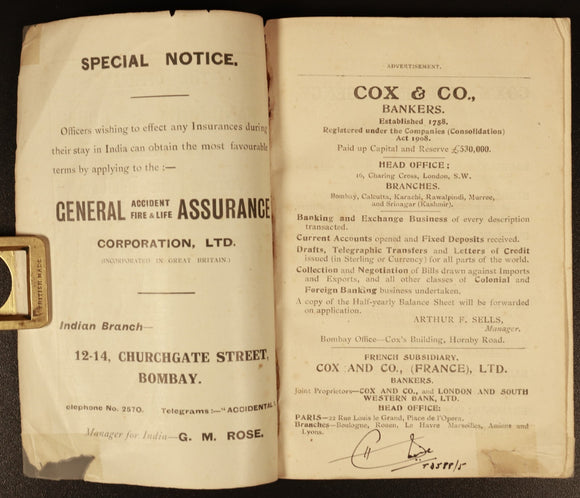 SPECIAL NOTICE.
Officers wishing to effect any Insurances during
their stay in India can obtain the most favourable
terms by applying to the :—
GENERAL ACCIDENT FIRE & LIFE ASSURANCE
CORPORATION, LTD.
(INCORPORATED IN GREAT BRITAIN.)
Indian Branch—
12-14, CHURCHGATE STREET,
BOMBAY.
elephone No. 2570. Telegrams :—"ACCIDENTAL
Manager for India—G. M. ROSE.
BRITISH MADE
ADVERTISEMENT.
COX & CO.,
BANKERS.
Established 1758.
Registered under the Companies (Consolidation)
Act 1908.
Paid up Capital and Reserve £530,000.
HEAD OFFICE ;
16, Charing Cross, London, S.W.
BRANCHES.
Bombay, Calcutta, Karachi, Rawalpindi, Murree,
and Srinagar (Kashmir).
Banking and Exchange Business of every description
transacted.
Current Accounts opened and Fixed Deposits received.
Drafts, Telegraphic Transfers and Letters of Credit
issued (in Sterling or Currency) for all parts of the world.
Collection and Negotiation of Bills drawn against Imports
and Exports, and all other classes of Colonial and
Foreign Banking business undertaken.
A copy of the Half-yearly Balance Sheet will be forwarded
on application.
ARTHUR F. SELLS,
Manager.
Bombay Office—Cox's Building, Hornby Road.
FRENCH SUBSIDIARY.
COX AND CO., (FRANCE), LTD.
BANKERS.
Joint Proprietors—COX AND CO., and LONDON AND SOUTH
WESTERN BANK, LTD.
HEAD OFFICE:
PARIS—22 Rue Louis le Grand, Place de l'Opera.
Branches—Boulogne, Rouen, Le Havre Marseilles, Amiens and
Lyons.